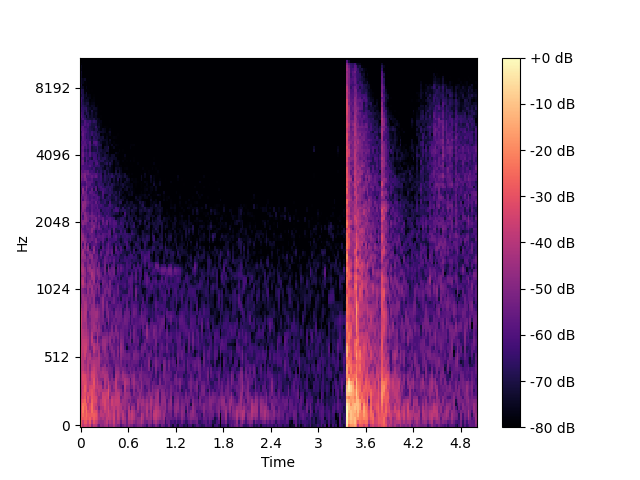 8192
4096
2048
1024
512
0
Hz
0 0.6 1.2 1.8 2.4 3 3.6 4.2 4.8
Time
+0 dB
-10 dB
-20 dB
-30 dB
-40 dB
-50 dB
-60 dB
-70 dB
-80 dB